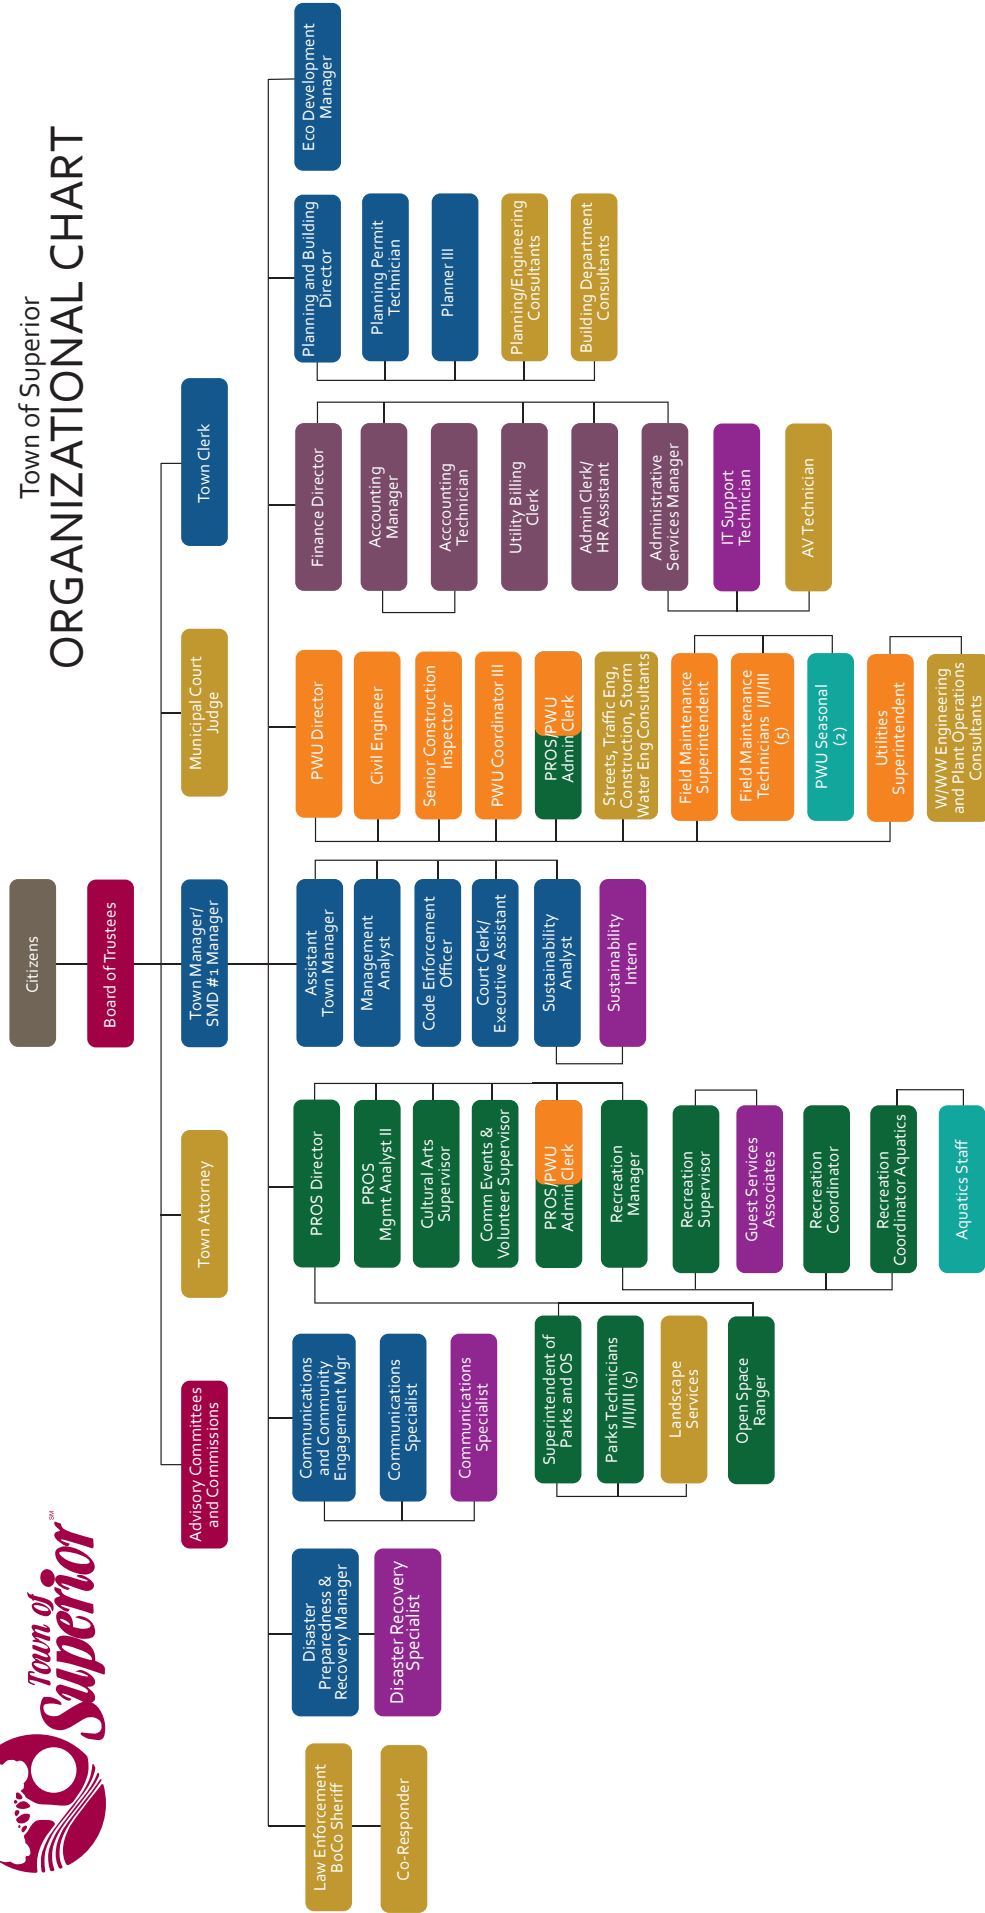 Town of
Superior
SM
Town of Superior
ORGANIZATIONAL CHART
Citizens
Board of Trustees
Advisory Committees
and Commissions
Town Attorney
Town Manager/
SMD #1 Manager
Municipal Court
Judge
Town Clerk
Law Enforcement
BoCo Sheriff
Co-Responder
Disaster
Preparedness &
Recovery Manager
Disaster Recovery
Specialist
Communications
and Community
Engagement Mgr
Communications
Specialist
Communications
Specialist
PROS Director
PROS
Mgmt Analyst II
Cultural Arts
Supervisor
Comm Events &
Volunter Supervisor
PROS/PWU
Admin Clerk
Recreation
Manager
Recreation
Supervisor
Guest Services
Associates
Recreation
Coordinator
Recreation
Coordinator Aquatics
Aquatics Staff
Superintendent of
Parks and OS
Parks Technicians
I/II/III (5)
Landscape
Services
Open Space
Ranger
Assistant
Town Manager
Management
Analyst
Code Enforcement
Officer
Court Clerk/
Executive Assistant
Sustainability
Analyst
Sustainability
Intern
PWU Director
Civil Engineer
Senior Construction
Inspector
PWU Coordinator III
PROS/PWU
Admin Clerk
Streets, Traffic Eng,
Construction, Storm
Water Eng Consultants
Field Maintenance
Superintendent
Field Maintenance
Technicians I/II/III
(5)
PWU Seasonal
(2)
Utilities
Superintendent
W/WW Engineering
and Plant Operations
Consultants
Finance Director
Accounting
Manager
Acccounting
Technician
Utility Billing
Clerk
Admin Clerk/
HR Assistant
Administrative
Services Manager
IT Support
Technician
AV Technician
Planning and Building
Director
Planning Permit
Technician
Planner III
Planning/Engineering
Consultants
Building Department
Consultants
Eco Development
Manager